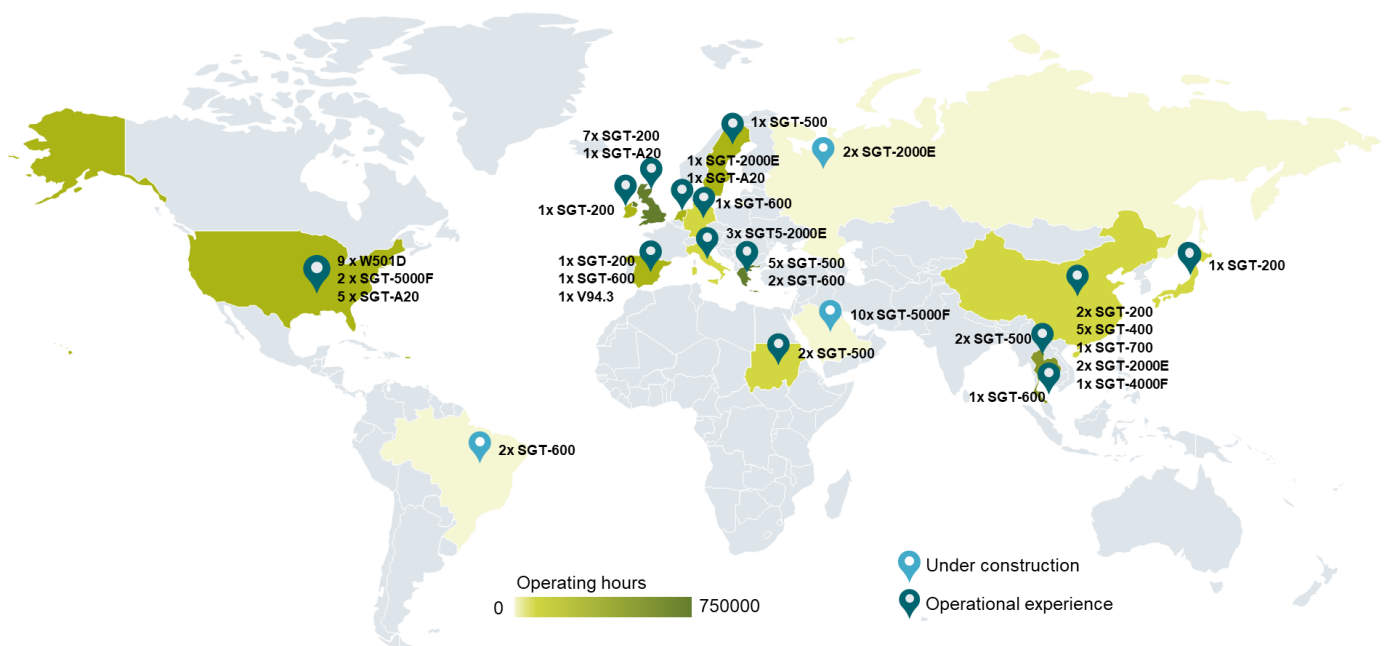 1x SGT-500
7x SGT-200
1x SGT-A20
2x SGT-2000E
1x SGT-2000E
1x SGT-A20
1x SGT-600
1x SGT-200
3x SGT5-2000E
9 x W501D
2 x SGT-5000F
5 x SGT-A20
1x SGT-200
1x SGT-600
1x V94.3
5x SGT-500
2x SGT-600
1x SGT-200
10x SGT-5000F
2x SGT-200
5x SGT-400
1x SGT-700
2x SGT-2000E
1x SGT-4000F
2x SGT-500
2x SGT-500
1x SGT-600
2x SGT-600
Under construction
Operational experience
Operating hours
0
750000